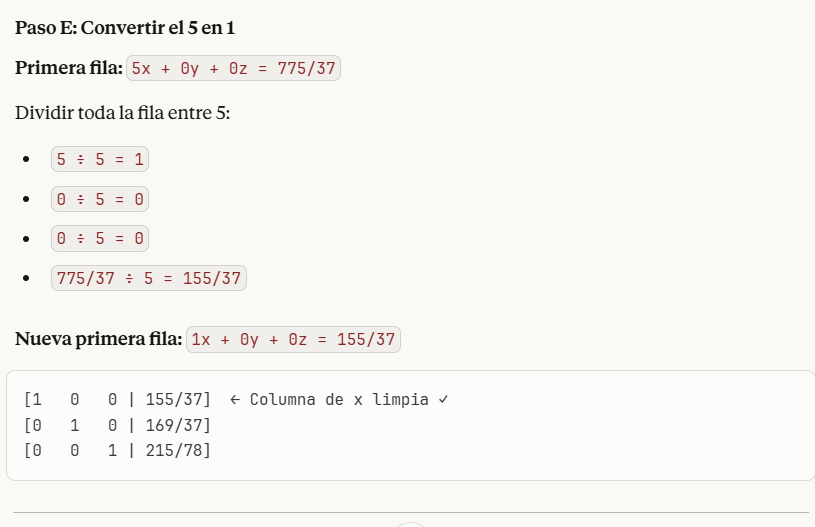 Paso E: Convertir el 5 en 1
Primera fila: 5x + 0y + 0z = 775/37
Dividir toda la fila entre 5:
• 5 ÷ 5 = 1
• 0 ÷ 5 = 0
• 0 ÷ 5 = 0
• 775/37 ÷ 5 = 155/37
Nueva primera fila: 1x + 0y + 0z = 155/37
[1   0   0 | 155/37]  ← Columna de x limpia ✓
[0   1   0 | 169/37]
[0   0   1 | 215/78]